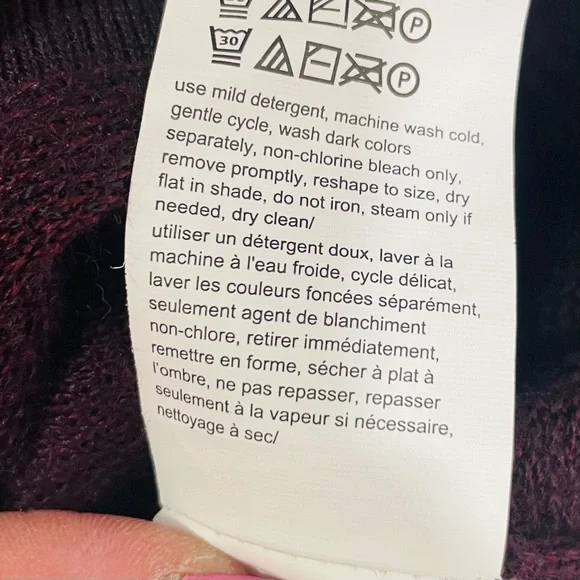 P
30 P
use mild detergent, machine wash cold,
gentle cycle, wash dark colors
separately, non-chlorine bleach only,
remove promptly, reshape to size, dry
flat in shade, do not iron, steam only if
needed, dry clean/
utiliser un détergent doux, laver à la
machine à l'eau froide, cycle délicat,
laver les couleurs foncées séparément,
seulement agent de blanchiment
non-chlore, retirer immédiatement,
remettre en forme, sécher à plat à
l'ombre, ne pas repasser, repasser
seulement à la vapeur si nécessaire,
nettoyage à sec/